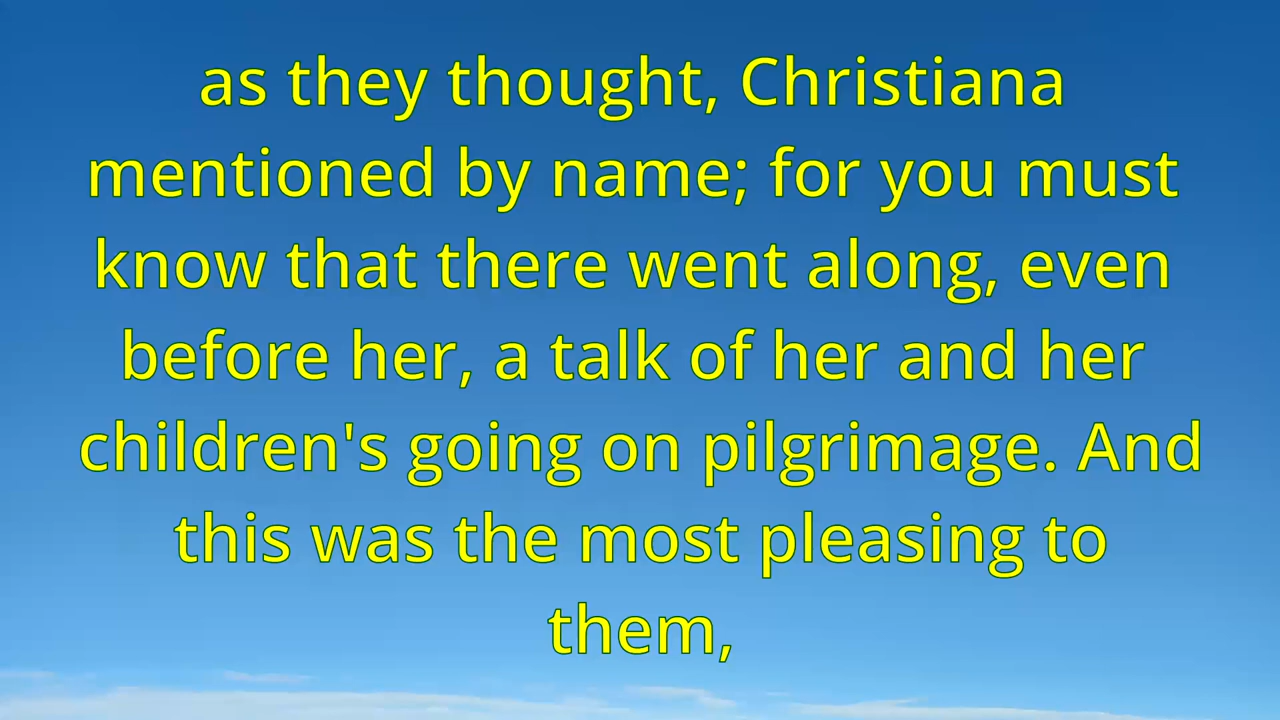 as they thought, Christiana
mentioned by name; for you must
know that there went along, even
before her, a talk of her and her
children's going on pilgrimage. And
this was the most pleasing to
them,